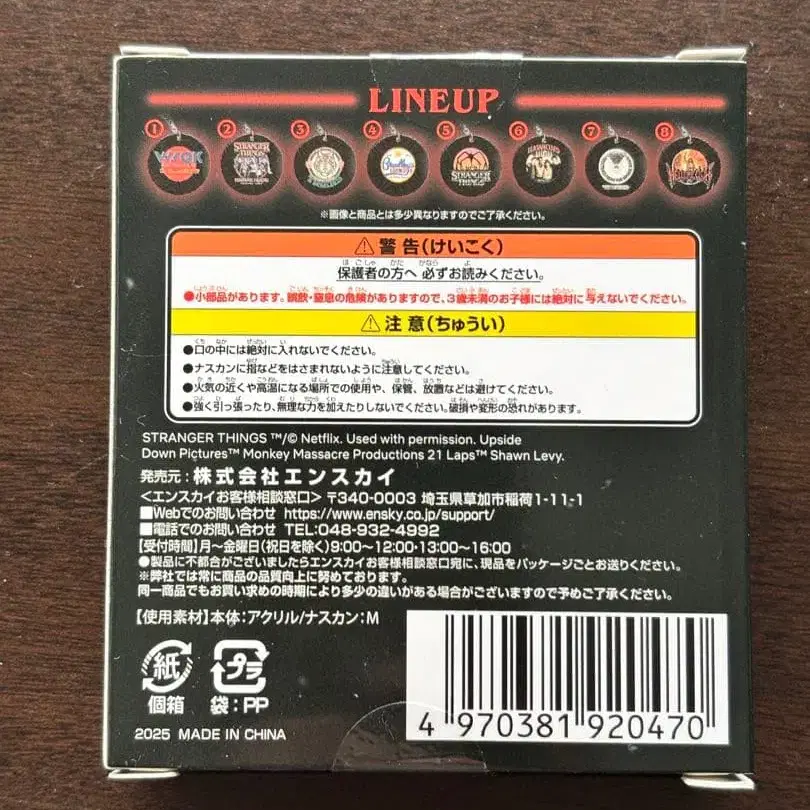 LINEUP
① ② ③ ④ ⑤ ⑥ ⑦ ⑧
STRANGER THINGS
STRANGER THINGS
※画像と商品とは多少異なりますのでご了承ください。
⚠警告(けいこく)
保護者の方へ 必ずお読みください。
●小部品があります。誤飲・窒息の危険がありますので、3歳未満のお子様には絶対に与えないでください。
⚠注意(ちゅうい)
●口の中には絶対に入れないでください。
●ナスカンに指などをはさまれないように注意してください。
●火気の近くや高温になる場所での使用や、保管、放置などは避けてください。
●強く引っ張ったり、無理な力を加えたりしないでください。破損や変形の恐れがあります。
STRANGER THINGS ™/© Netflix. Used with permission. Upside
Down Pictures™ Monkey Massacre Productions 21 Laps™ Shawn Levy.
発売元：株式会社エンスカイ
＜エンスカイお客様相談窓口＞〒340-0003 埼玉県草加市稲荷1-11-1
■Webでのお問い合わせ https://www.ensky.co.jp/support/
■電話でのお問い合わせ TEL:048-932-4992
【受付時間】月～金曜日(祝日を除く)9:00～12:00・13:00～16:00
●製品に不都合がございましたらエンスカイお客様相談窓口宛に、現品をパッケージごとお送りください。
※弊社では常に商品の品質向上に努めております。
同一商品でもお買い求めの時期により多少の違いがある場合がございますので予めご了承ください。
【使用素材】本体：アクリル/ナスカン：M
紙 プラ
個箱 袋：PP
4 970381 920470
2025 MADE IN CHINA